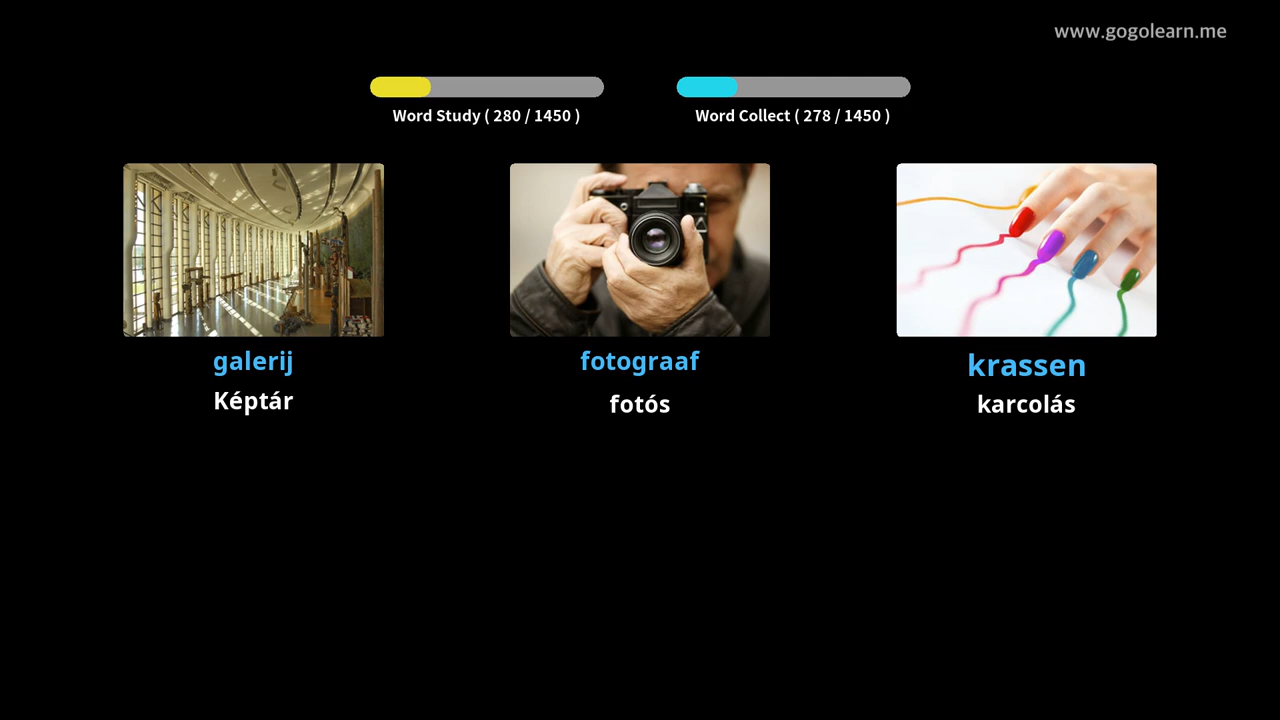 www.gogolearn.me
Word Study ( 280 / 1450 )
Word Collect ( 278 / 1450 )
galerij
fotograaf
krassen
Képtár
fotós
karcolás